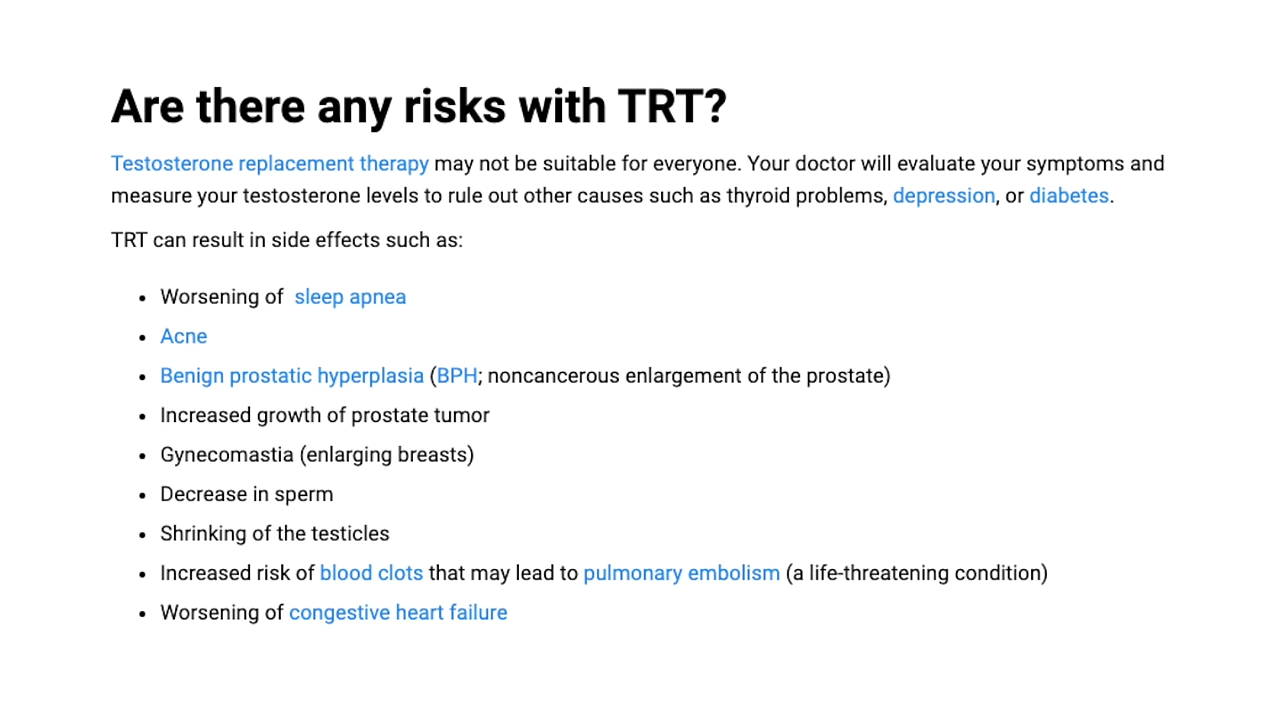 Are there any risks with TRT?
Testosterone replacement therapy may not be suitable for everyone. Your doctor will evaluate your symptoms and
measure your testosterone levels to rule out other causes such as thyroid problems, depression, or diabetes.
TRT can result in side effects such as:
• Worsening of  sleep apnea
• Acne
• Benign prostatic hyperplasia (BPH; noncancerous enlargement of the prostate)
• Increased growth of prostate tumor
• Gynecomastia (enlarging breasts)
• Decrease in sperm
• Shrinking of the testicles
• Increased risk of blood clots that may lead to pulmonary embolism (a life-threatening condition)
• Worsening of congestive heart failure